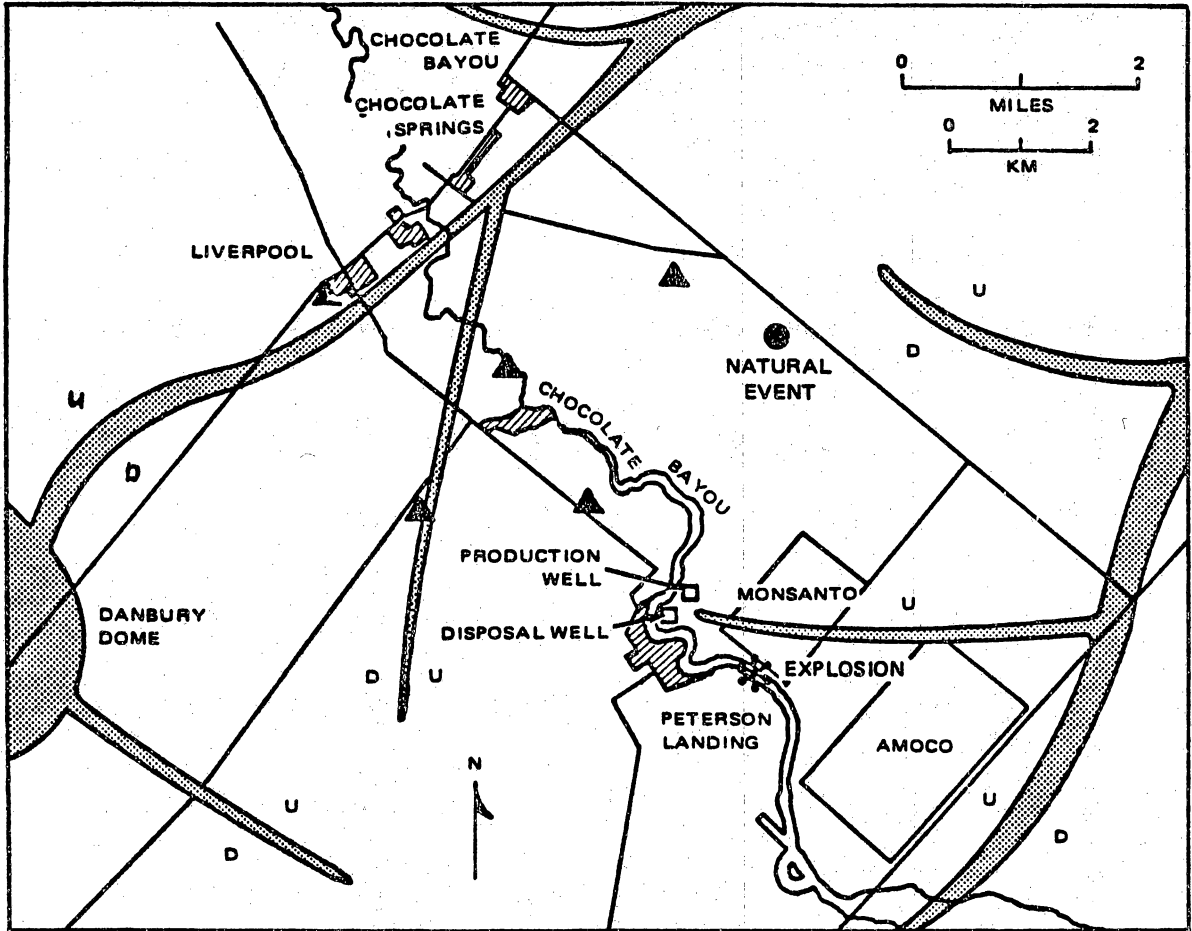 CHOCOLATE
BAYOU
CHOCOLATE
SPRINGS
0 2
MILES
0 2
KM
LIVERPOOL
U
D
NATURAL
EVENT
u
b
CHOCOLATE BAYOU
PRODUCTION
WELL
MONSANTO
U
DANBURY
DOME
DISPOSAL WELL
D U
EXPLOSION
PETERSON
LANDING
AMOCO
N
U
D
U
D